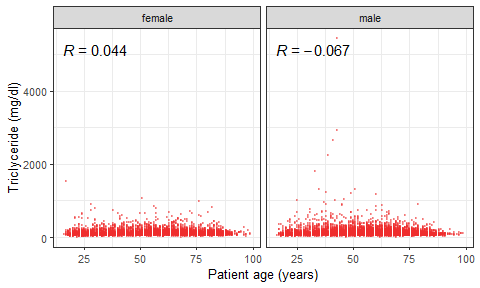 female
male
R = 0.044
R = −0.067
Triclyceride (mg/dl)
4000
2000
0
25
50
75
100
25
50
75
100
Patient age (years)